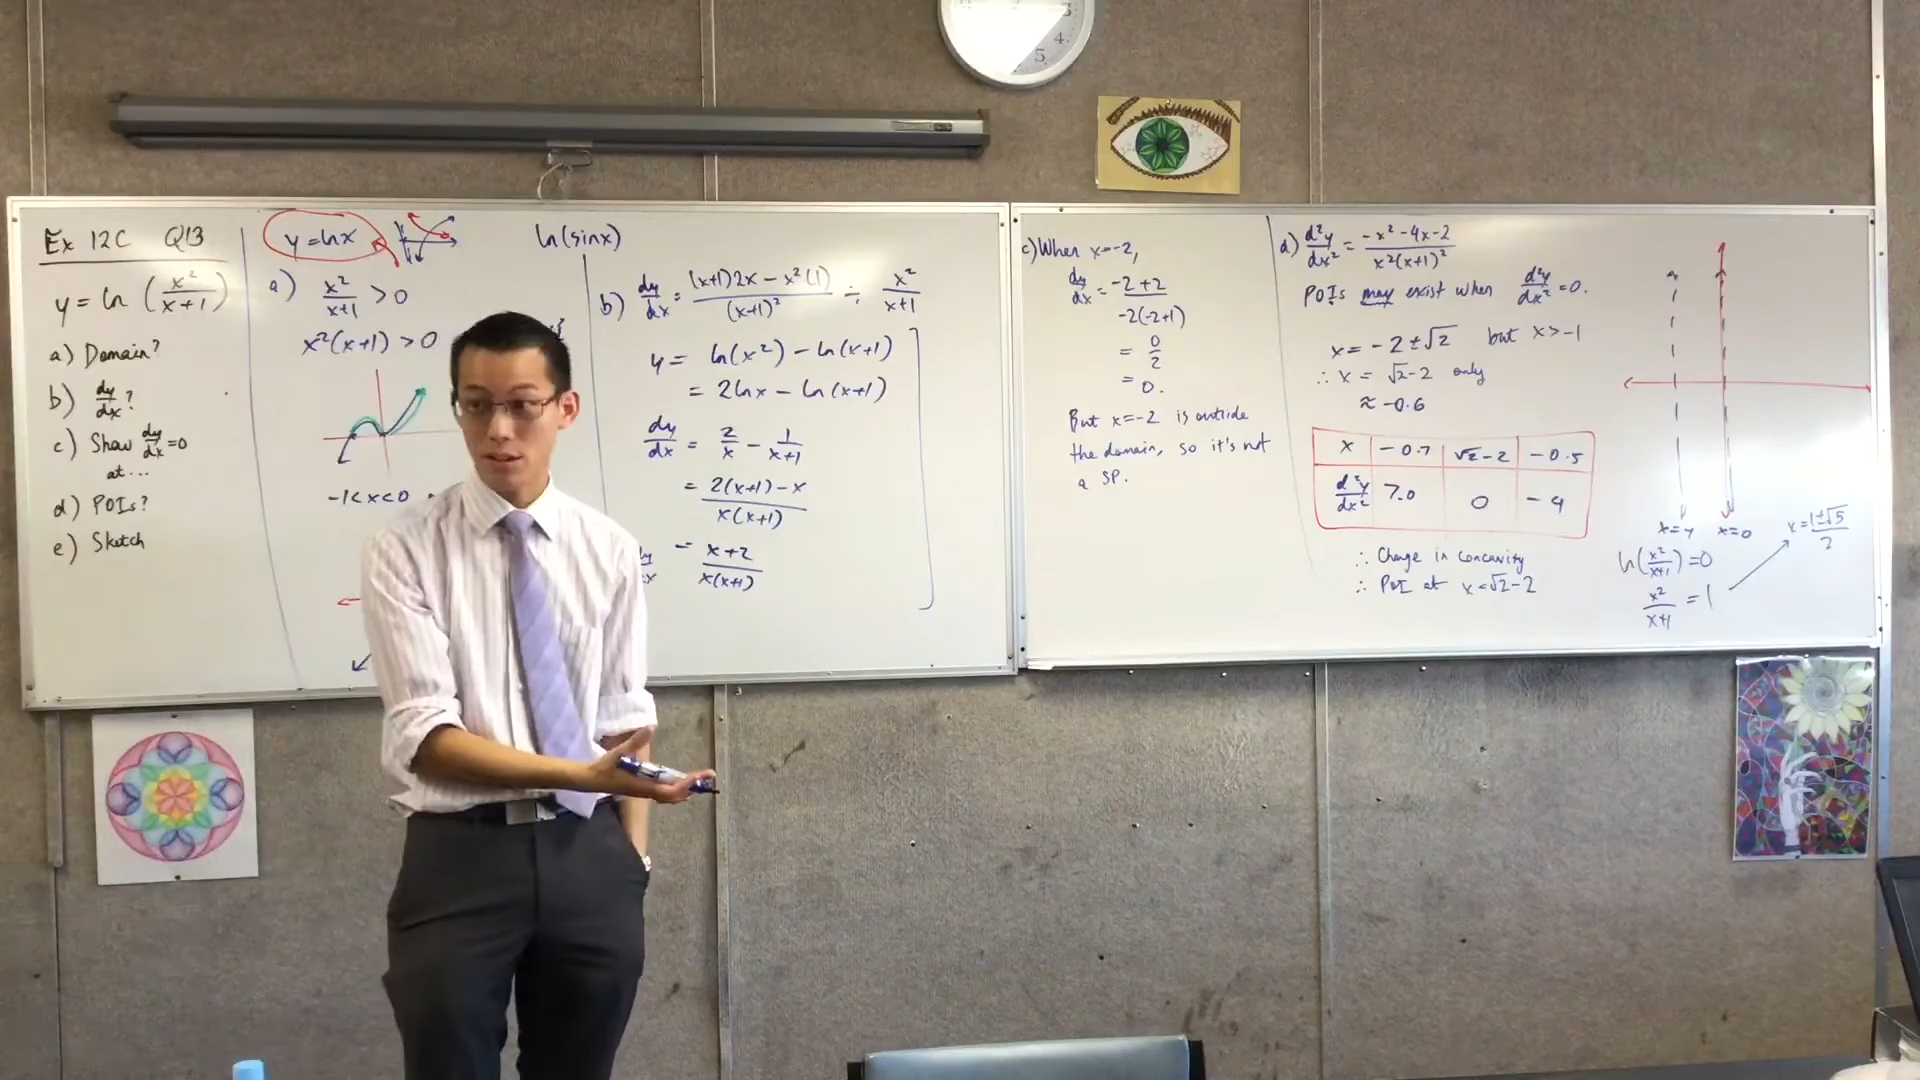 Ex 12C Q13
y = ln (x²/(x+1))
a) Domain?
b) dy/dx?
c) Show dy/dx = 0
at...
d) POIs?
e) Sketch
y = ln x
a) x²/(x+1) > 0
x²(x+1) > 0
-1 < x < 0
ln(sin x)
b) dy/dx = ((x+1)2x - x²(1))/(x+1)² ÷ x²/(x+1)
y = ln(x²) - ln(x+1)
= 2 ln x - ln(x+1)
dy/dx = 2/x - 1/(x+1)
= (2(x+1) - x)/(x(x+1))
= (x+2)/(x(x+1))
c) When x = -2,
dy/dx = (-2+2)/(-2(-2+1))
= 0/2
= 0.
But x = -2 is outside
the domain, so it's not
a SP.
d) d²y/dx² = (-x² - 4x - 2)/(x²(x+1)²)
POIs may exist when d²y/dx² = 0.
x = -2 ± √2 but x > -1
∴ x = √2 - 2 only
≈ -0.6
x -0.7 √2-2 -0.5
d²y/dx² 7.0 0 -4
∴ Change in concavity
∴ POI at x = √2 - 2
x = -1 x = 0
ln(x²/(x+1)) = 0
x²/(x+1) = 1
x = (1±√5)/2
3
4
5